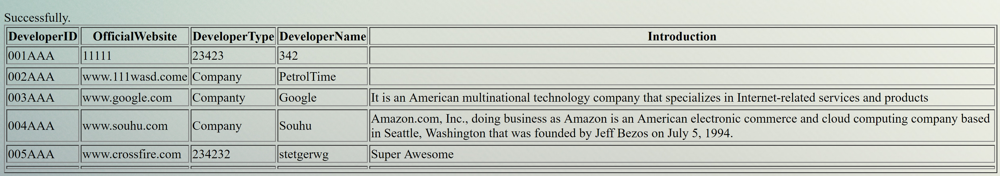 Successfully.
DeveloperID OfficialWebsite DeveloperType DeveloperName Introduction
001AAA 11111 23423 342
002AAA www.111wasd.come Company PetrolTime
003AAA www.google.com Companty Google It is an American multinational technology company that specializes in Internet-related services and products
004AAA www.souhu.com Company Souhu Amazon.com, Inc., doing business as Amazon is an American electronic commerce and cloud computing company based
in Seattle, Washington that was founded by Jeff Bezos on July 5, 1994.
005AAA www.crossfire.com 234232 stetgerwg Super Awesome